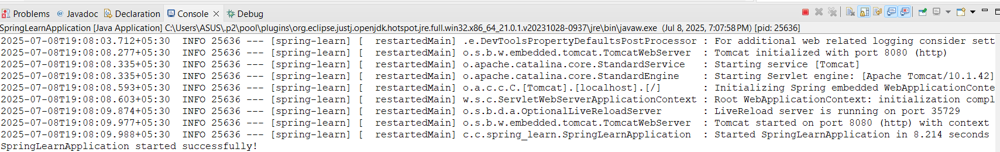 Problems @ Javadoc Declaration Console Debug
SpringLearnApplication [Java Application] C:\Users\ASUS\.p2\pool\plugins\org.eclipse.justj.openjdk.hotspot.jre.full.win32.x86_64_21.0.1.v20231028-0937\jre\bin\javaw.exe (Jul 8, 2025, 7:07:58 PM) [pid: 25636]
2025-07-08T19:08:03.712+05:30  INFO 25636 --- [spring-learn] [  restartedMain] .e.DevToolsPropertyDefaultsPostProcessor : For additional web related logging consider sett
2025-07-08T19:08:08.277+05:30  INFO 25636 --- [spring-learn] [  restartedMain] o.s.b.w.embedded.tomcat.TomcatWebServer  : Tomcat initialized with port 8080 (http)
2025-07-08T19:08:08.335+05:30  INFO 25636 --- [spring-learn] [  restartedMain] o.apache.catalina.core.StandardService   : Starting service [Tomcat]
2025-07-08T19:08:08.335+05:30  INFO 25636 --- [spring-learn] [  restartedMain] o.apache.catalina.core.StandardEngine    : Starting Servlet engine: [Apache Tomcat/10.1.42]
2025-07-08T19:08:08.593+05:30  INFO 25636 --- [spring-learn] [  restartedMain] o.a.c.c.C.[Tomcat].[localhost].[/]       : Initializing Spring embedded WebApplicationConte
2025-07-08T19:08:08.603+05:30  INFO 25636 --- [spring-learn] [  restartedMain] w.s.c.ServletWebServerApplicationContext : Root WebApplicationContext: initialization compl
2025-07-08T19:08:09.874+05:30  INFO 25636 --- [spring-learn] [  restartedMain] o.s.b.d.a.OptionalLiveReloadServer       : LiveReload server is running on port 35729
2025-07-08T19:08:09.977+05:30  INFO 25636 --- [spring-learn] [  restartedMain] o.s.b.w.embedded.tomcat.TomcatWebServer  : Tomcat started on port 8080 (http) with context
2025-07-08T19:08:09.988+05:30  INFO 25636 --- [spring-learn] [  restartedMain] c.c.spring_learn.SpringLearnApplication  : Started SpringLearnApplication in 8.214 seconds
SpringLearnApplication started successfully!